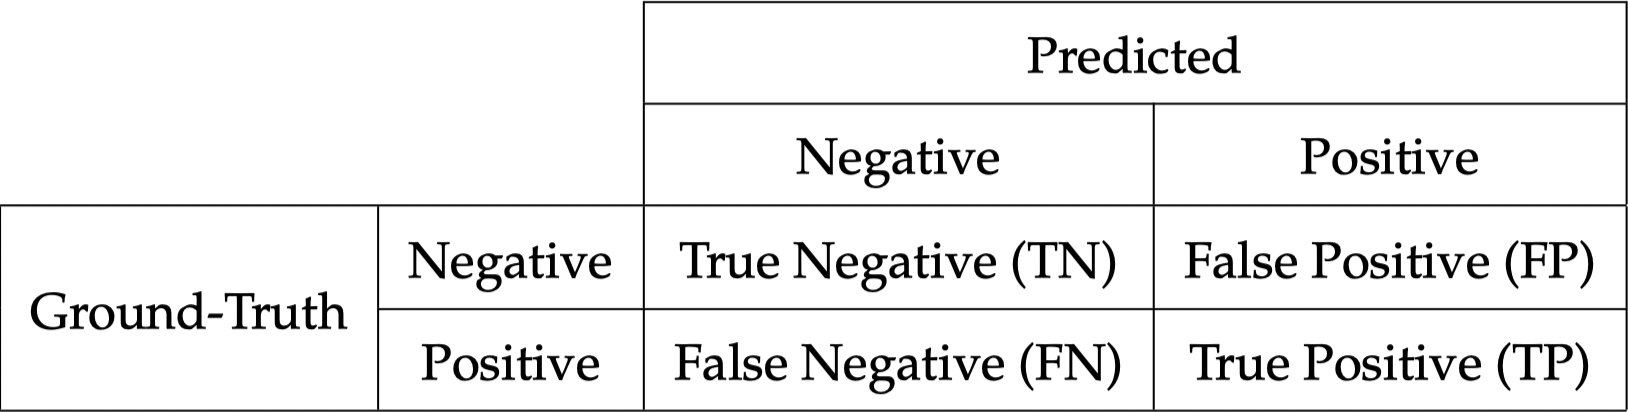 Predicted
Negative Positive
Ground-Truth
Negative True Negative (TN) False Positive (FP)
Positive False Negative (FN) True Positive (TP)